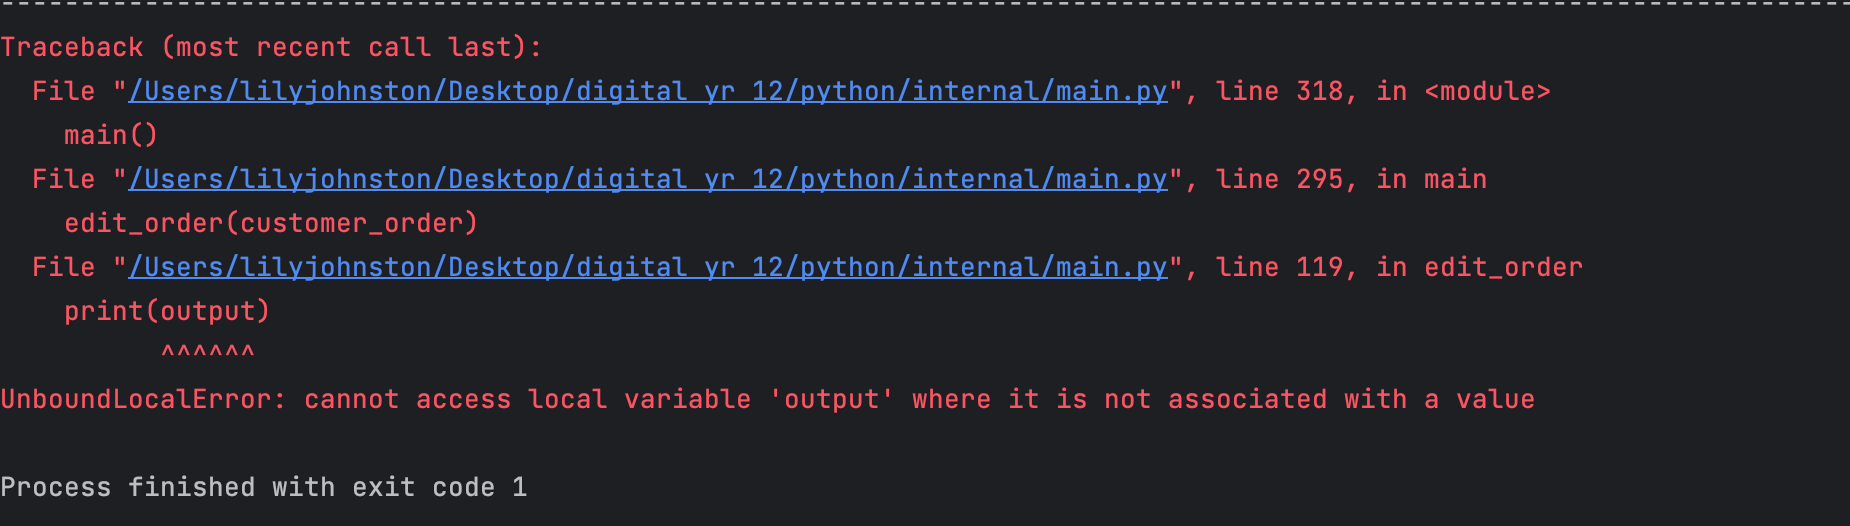 --------------------------------------------------------------------------------------------------------------------
Traceback (most recent call last):
  File "/Users/lilyjohnston/Desktop/digital yr 12/python/internal/main.py", line 318, in <module>
    main()
  File "/Users/lilyjohnston/Desktop/digital yr 12/python/internal/main.py", line 295, in main
    edit_order(customer_order)
  File "/Users/lilyjohnston/Desktop/digital yr 12/python/internal/main.py", line 119, in edit_order
    print(output)
          ^^^^^^
UnboundLocalError: cannot access local variable 'output' where it is not associated with a value
Process finished with exit code 1